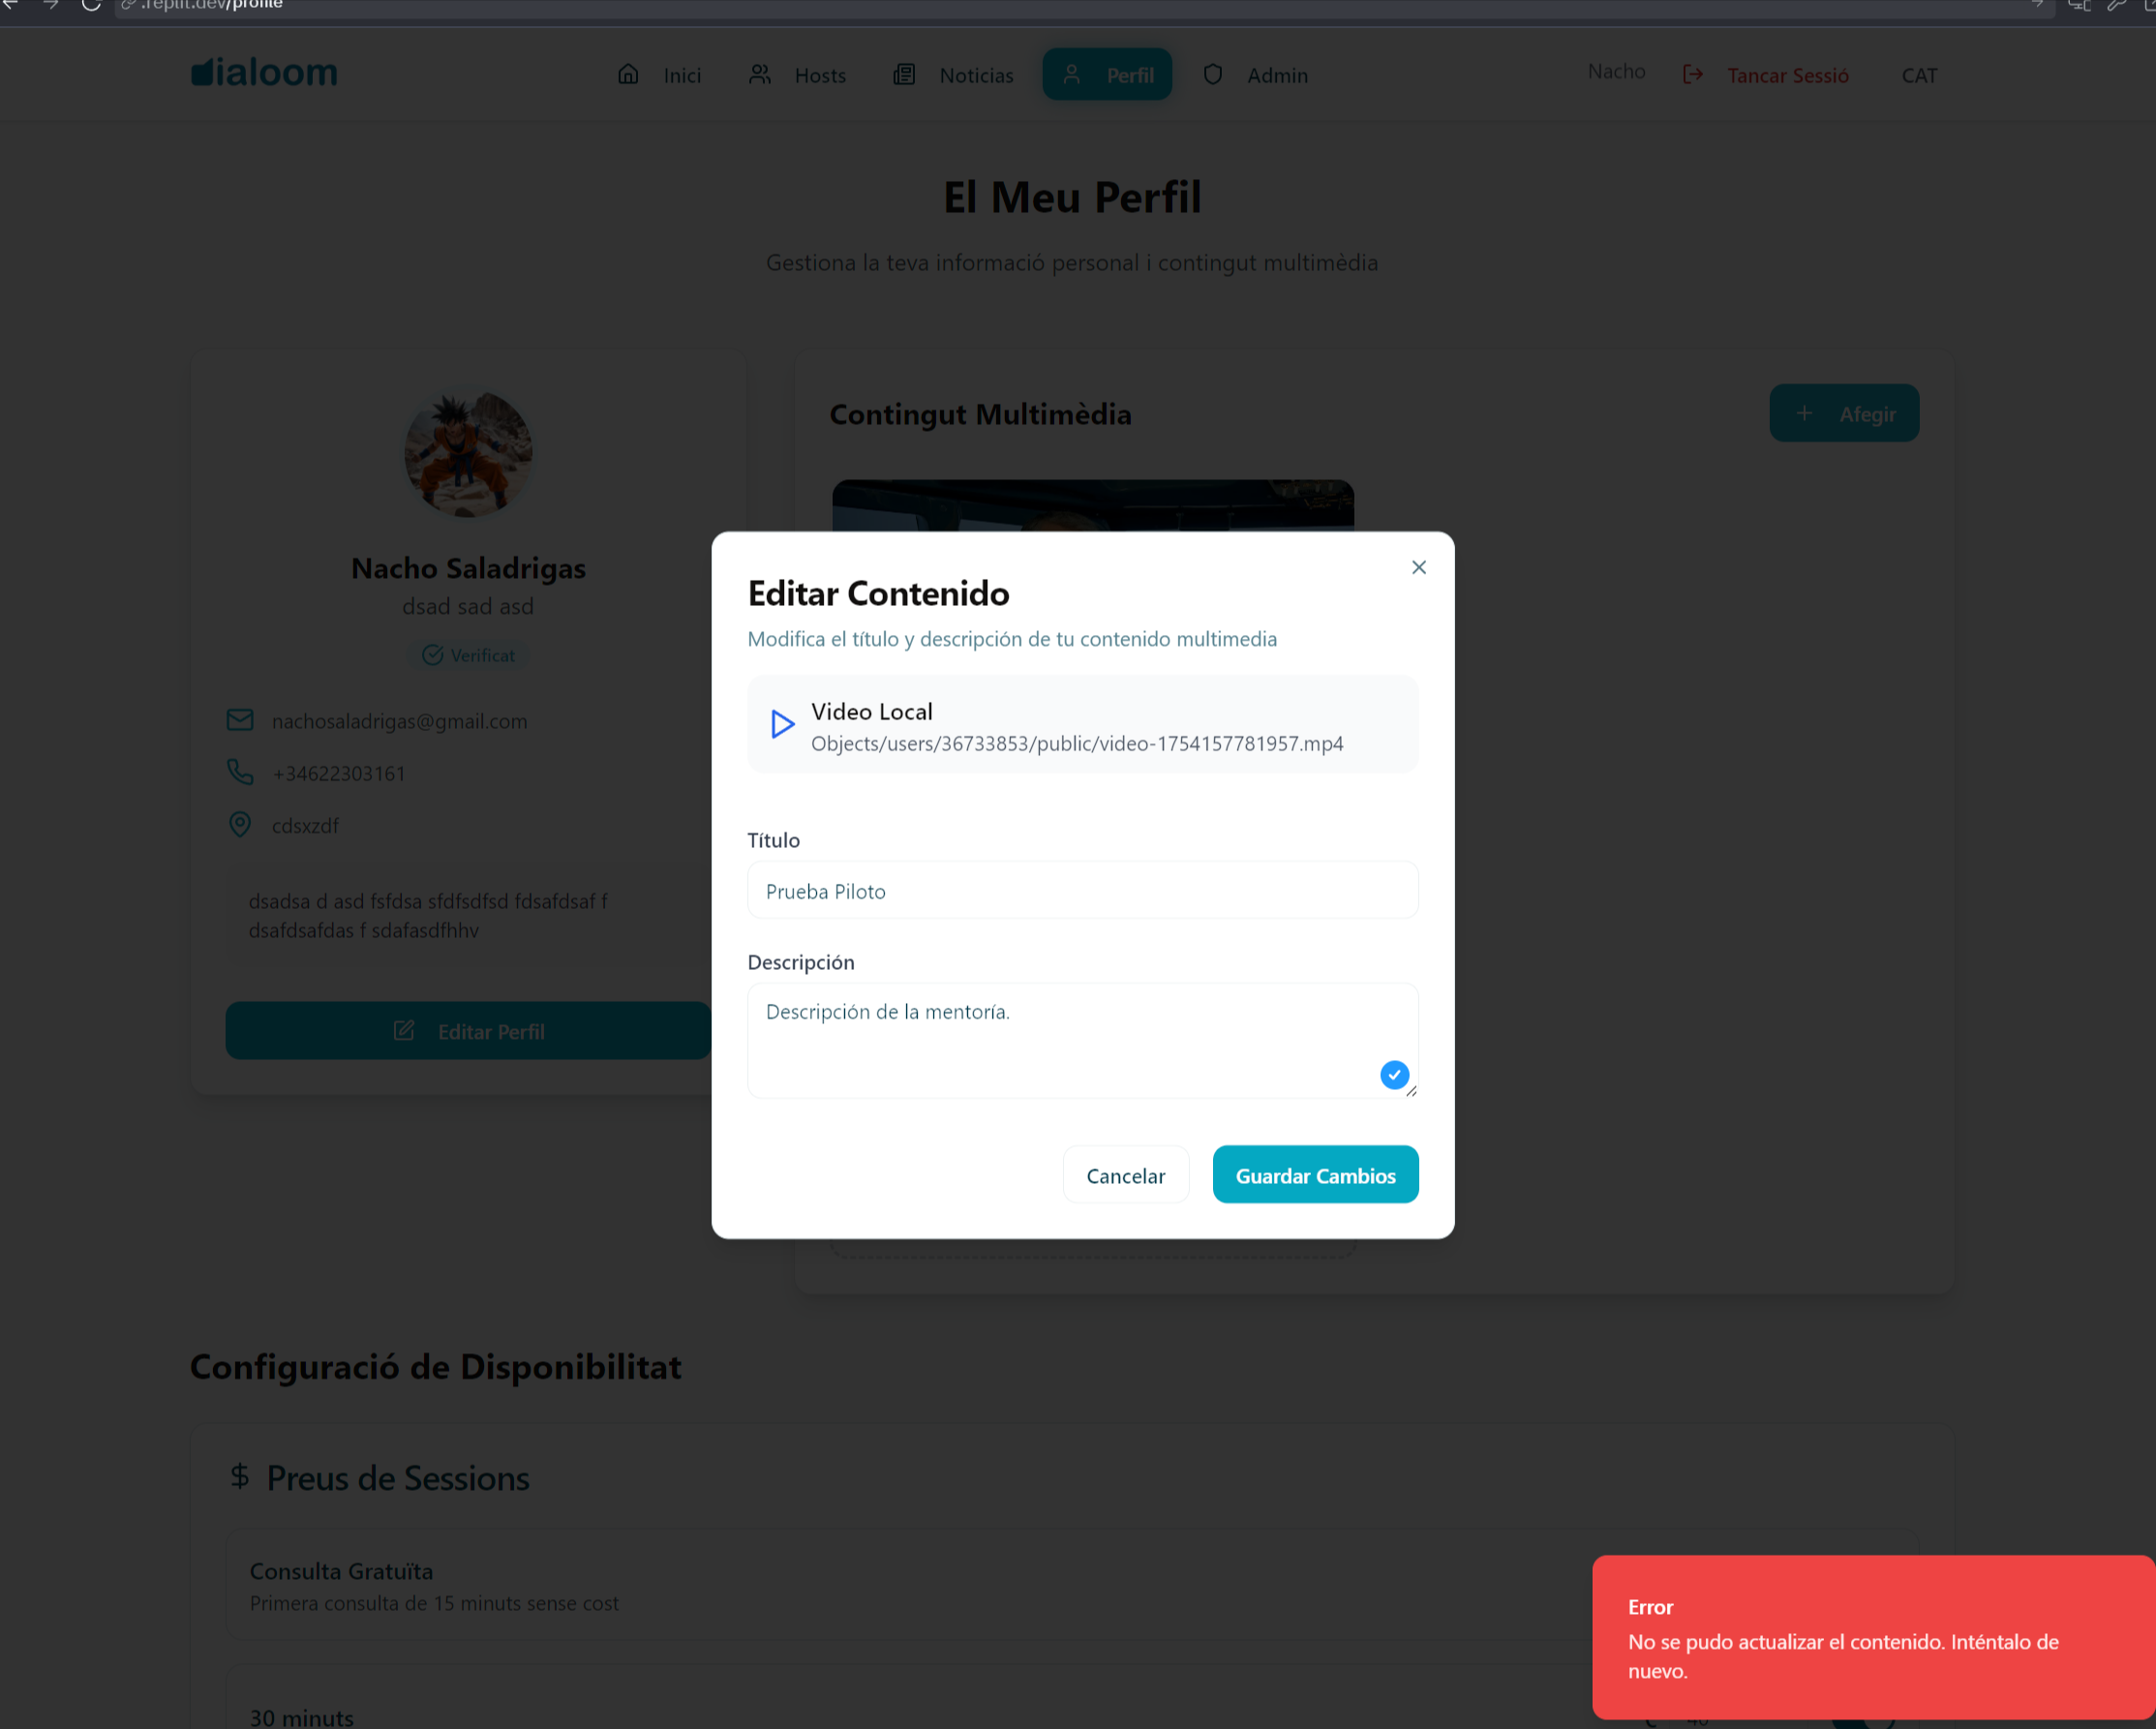 .replit.dev/profile
dialoom
Inici
Hosts
Noticias
Perfil
Admin
Nacho
Tancar Sessió
CAT
El Meu Perfil
Gestiona la teva informació personal i contingut multimèdia
Nacho Saladrigas
dsad sad asd
Verificat
nachosaladrigas@gmail.com
+34622303161
cdsxzdf
dsadsa d asd fsfdsa sfdfsdfsd fdsafdsaf f
dsafdsafdas f sdafasdfhhv
Editar Perfil
Contingut Multimèdia
Afegir
Editar Contenido
Modifica el título y descripción de tu contenido multimedia
Video Local
Objects/users/36733853/public/video-1754157781957.mp4
Título
Prueba Piloto
Descripción
Descripción de la mentoría.
Cancelar
Guardar Cambios
Configuració de Disponibilitat
$ Preus de Sessions
Consulta Gratuïta
Primera consulta de 15 minuts sense cost
30 minuts
Error
No se pudo actualizar el contenido. Inténtalo de
nuevo.